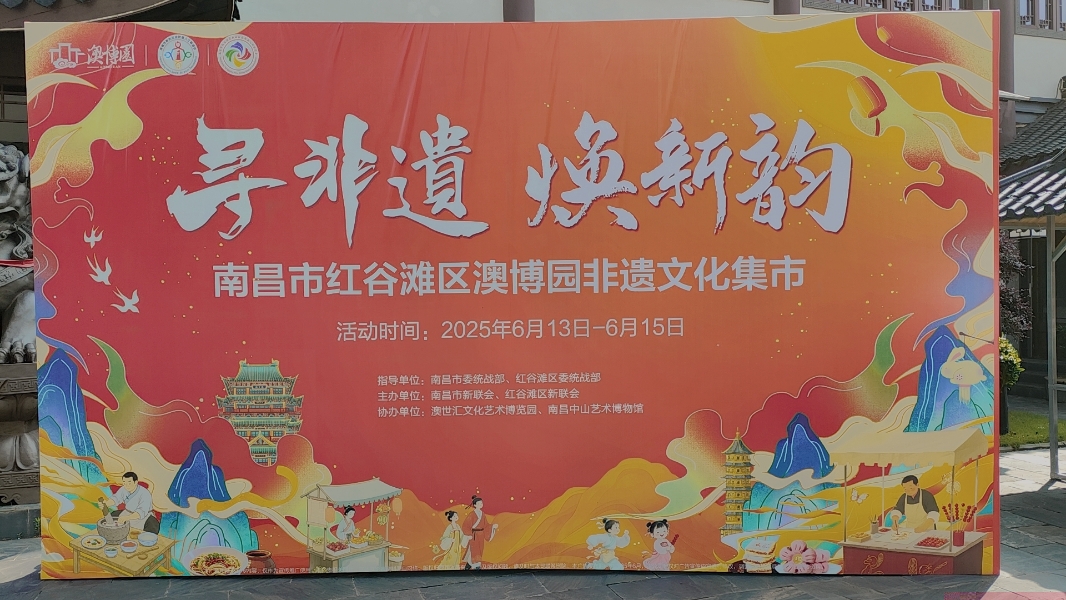 澳博园
寻非遺 焕新韵
南昌市红谷滩区澳博园非遗文化集市
活动时间：2025年6月13日-6月15日
指导单位：南昌市委统战部、红谷滩区委统战部
主办单位：南昌市新联会、红谷滩区新联会
协办单位：澳世汇文化艺术博览园、南昌中山艺术博物馆